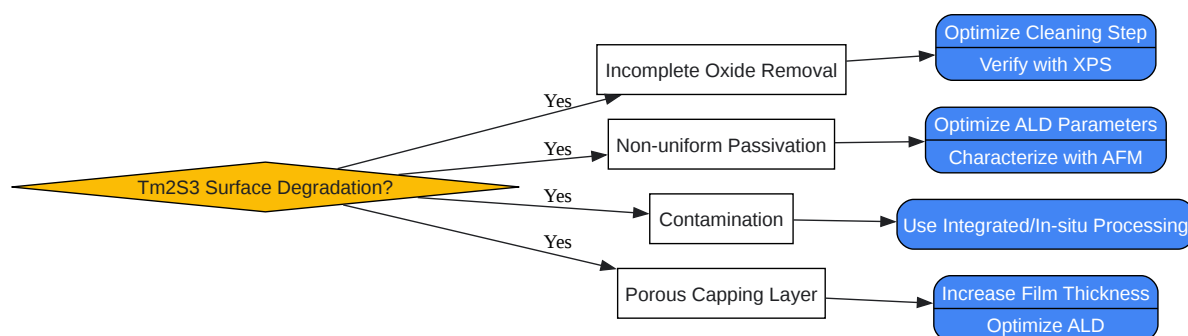 Tm2S3 Surface Degradation?
Yes
Incomplete Oxide Removal
Optimize Cleaning Step
Verify with XPS
Yes
Non-uniform Passivation
Optimize ALD Parameters
Characterize with AFM
Yes
Contamination
Use Integrated/In-situ Processing
Yes
Porous Capping Layer
Increase Film Thickness
Optimize ALD